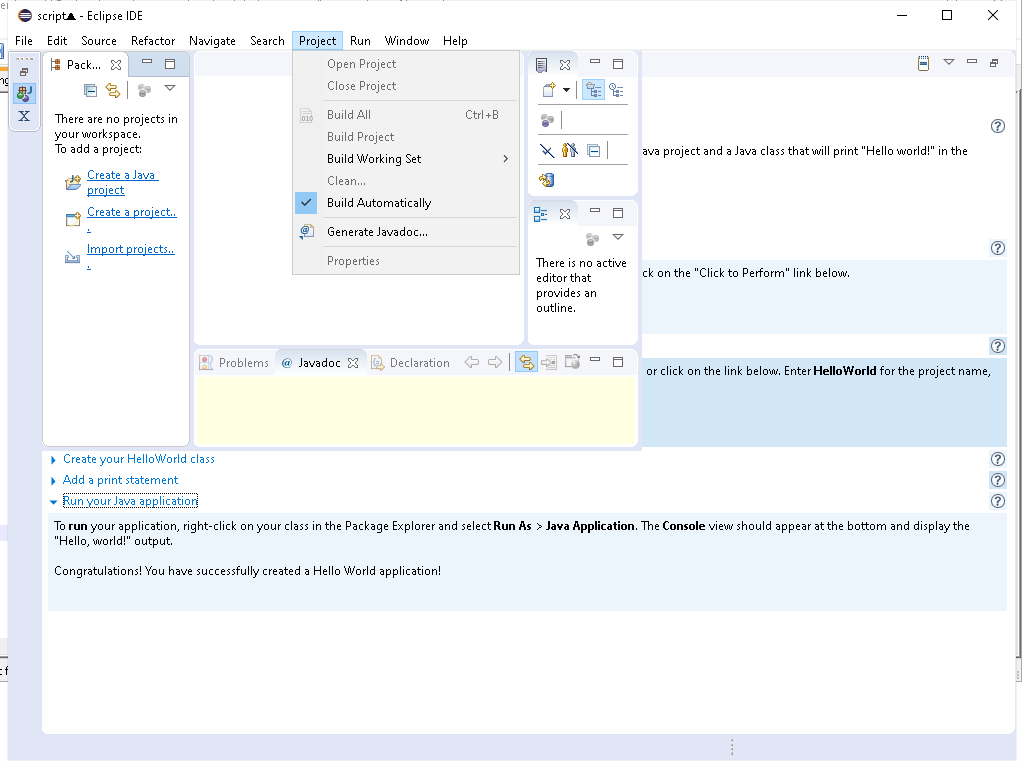 script▲ - Eclipse IDE
File Edit Source Refactor Navigate Search Project Run Window Help
Pack...
There are no projects in
your workspace.
To add a project:
Create a Java
project
Create a project..
.
Import projects..
.
Open Project
Close Project
Build All Ctrl+B
Build Project
Build Working Set
Clean...
Build Automatically
Generate Javadoc...
Properties
There is no active
editor that
provides an
outline.
ava project and a Java class that will print "Hello world!" in the
ck on the "Click to Perform" link below.
or click on the link below. Enter HelloWorld for the project name,
Problems @ Javadoc Declaration
Create your HelloWorld class
Add a print statement
Run your Java application
To run your application, right-click on your class in the Package Explorer and select Run As > Java Application. The Console view should appear at the bottom and display the
"Hello, world!" output.
Congratulations! You have successfully created a Hello World application!